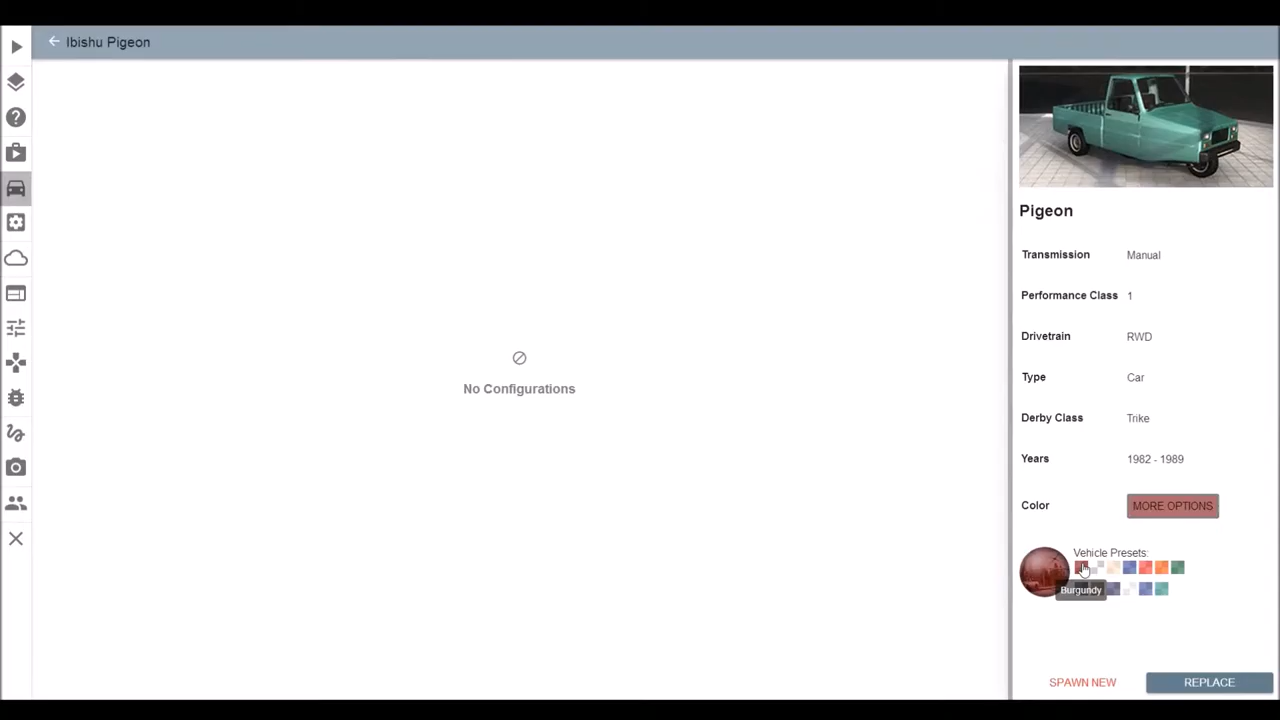 Ibishu Pigeon
No Configurations
Pigeon
Transmission Manual
Performance Class 1
Drivetrain RWD
Type Car
Derby Class Trike
Years 1982 - 1989
Color MORE OPTIONS
Vehicle Presets:
Burgundy
SPAWN NEW REPLACE